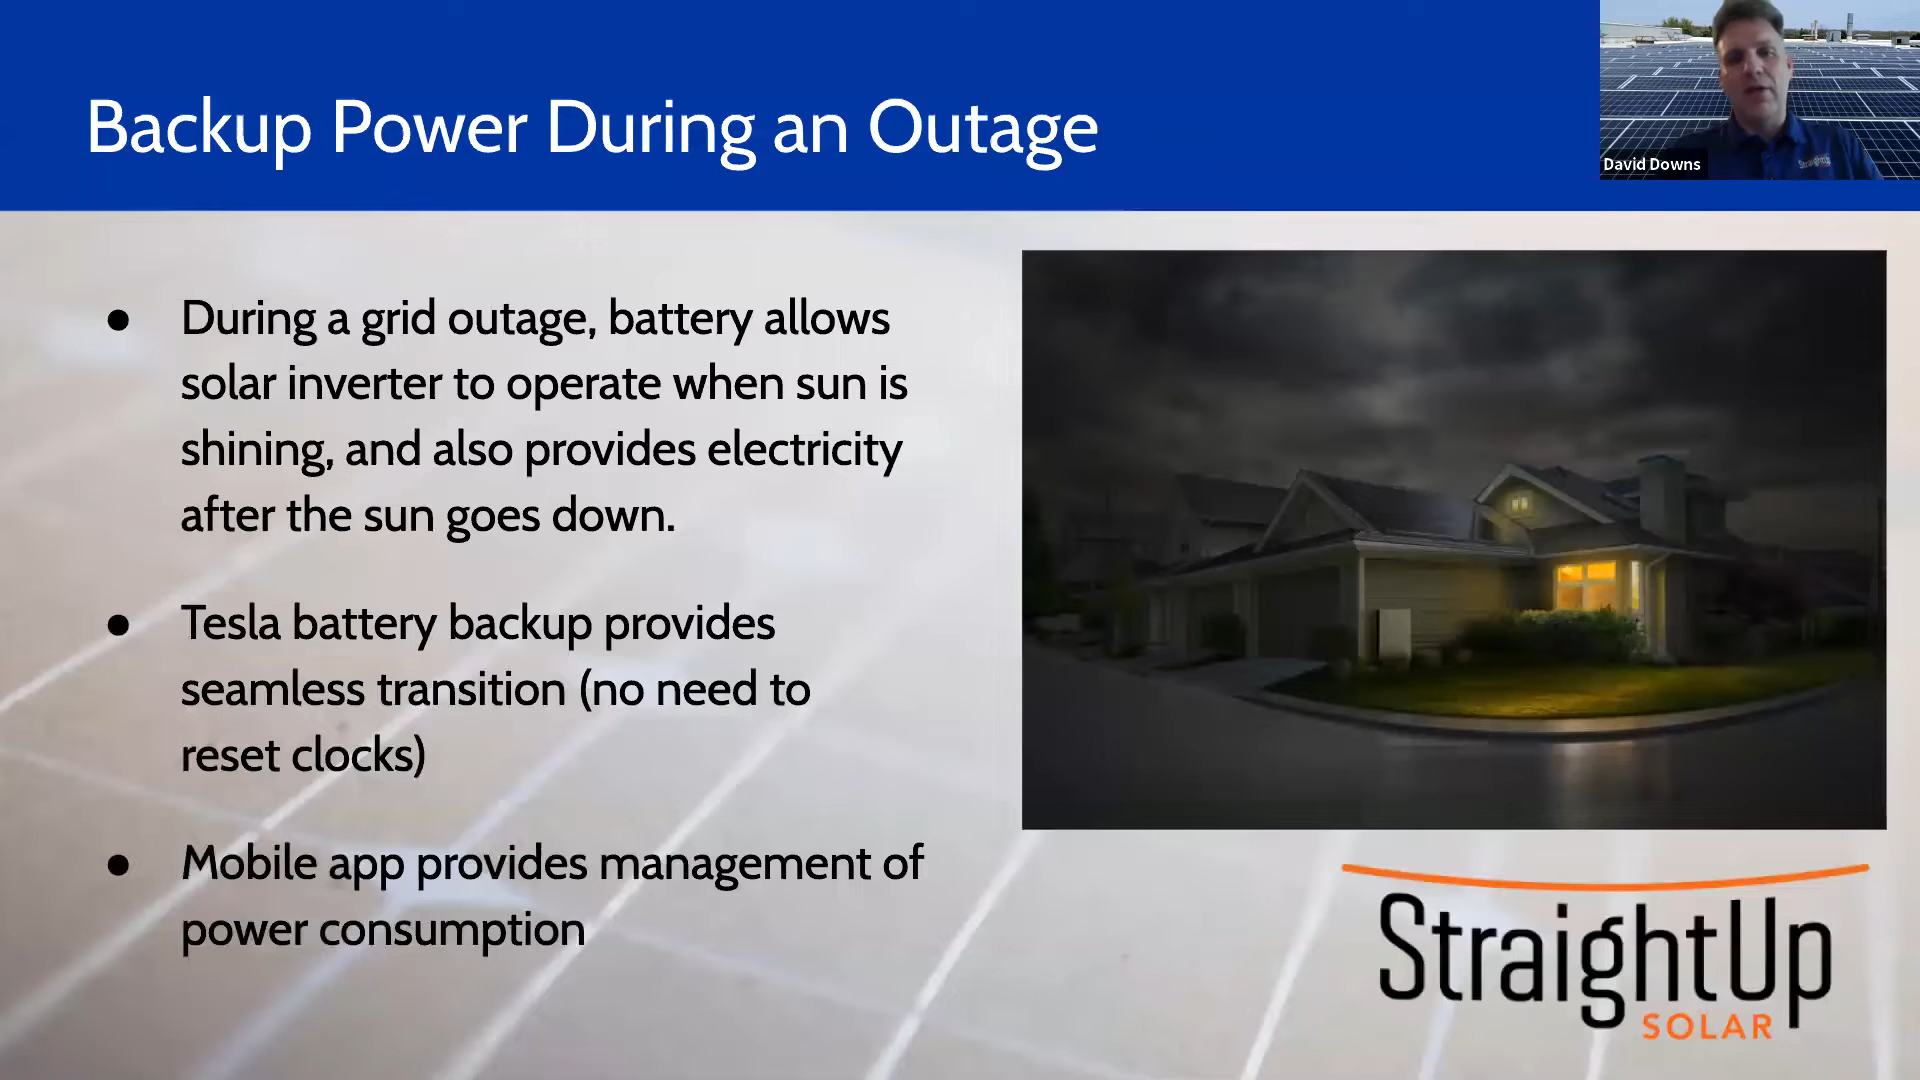 Backup Power During an Outage
David Downs
StraightUp
● During a grid outage, battery allows
solar inverter to operate when sun is
shining, and also provides electricity
after the sun goes down.
● Tesla battery backup provides
seamless transition (no need to
reset clocks)
● Mobile app provides management of
power consumption
StraightUp
SOLAR